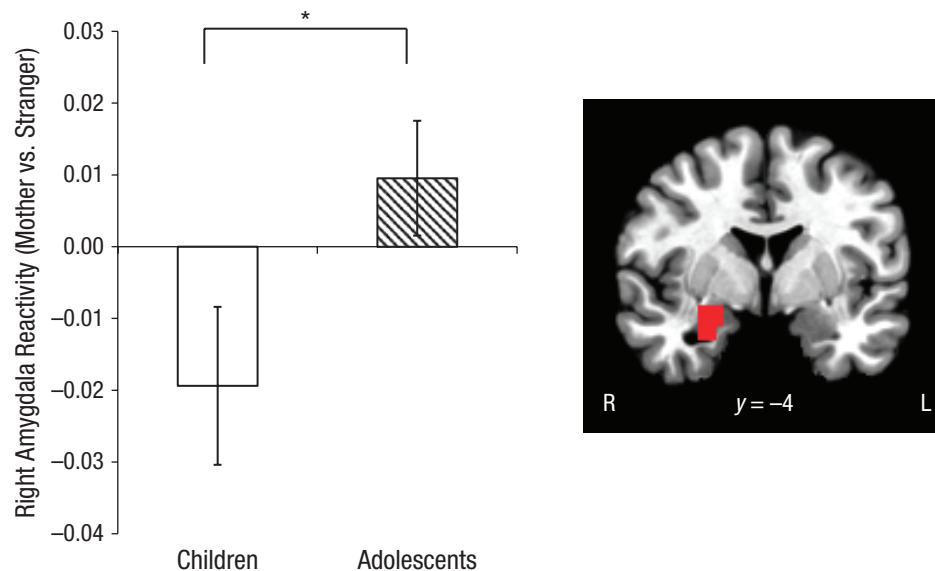 *
Right Amygdala Reactivity (Mother vs. Stranger)
0.03
0.02
0.01
0.00
–0.01
–0.02
–0.03
–0.04
Children
Adolescents
R
y = –4
L